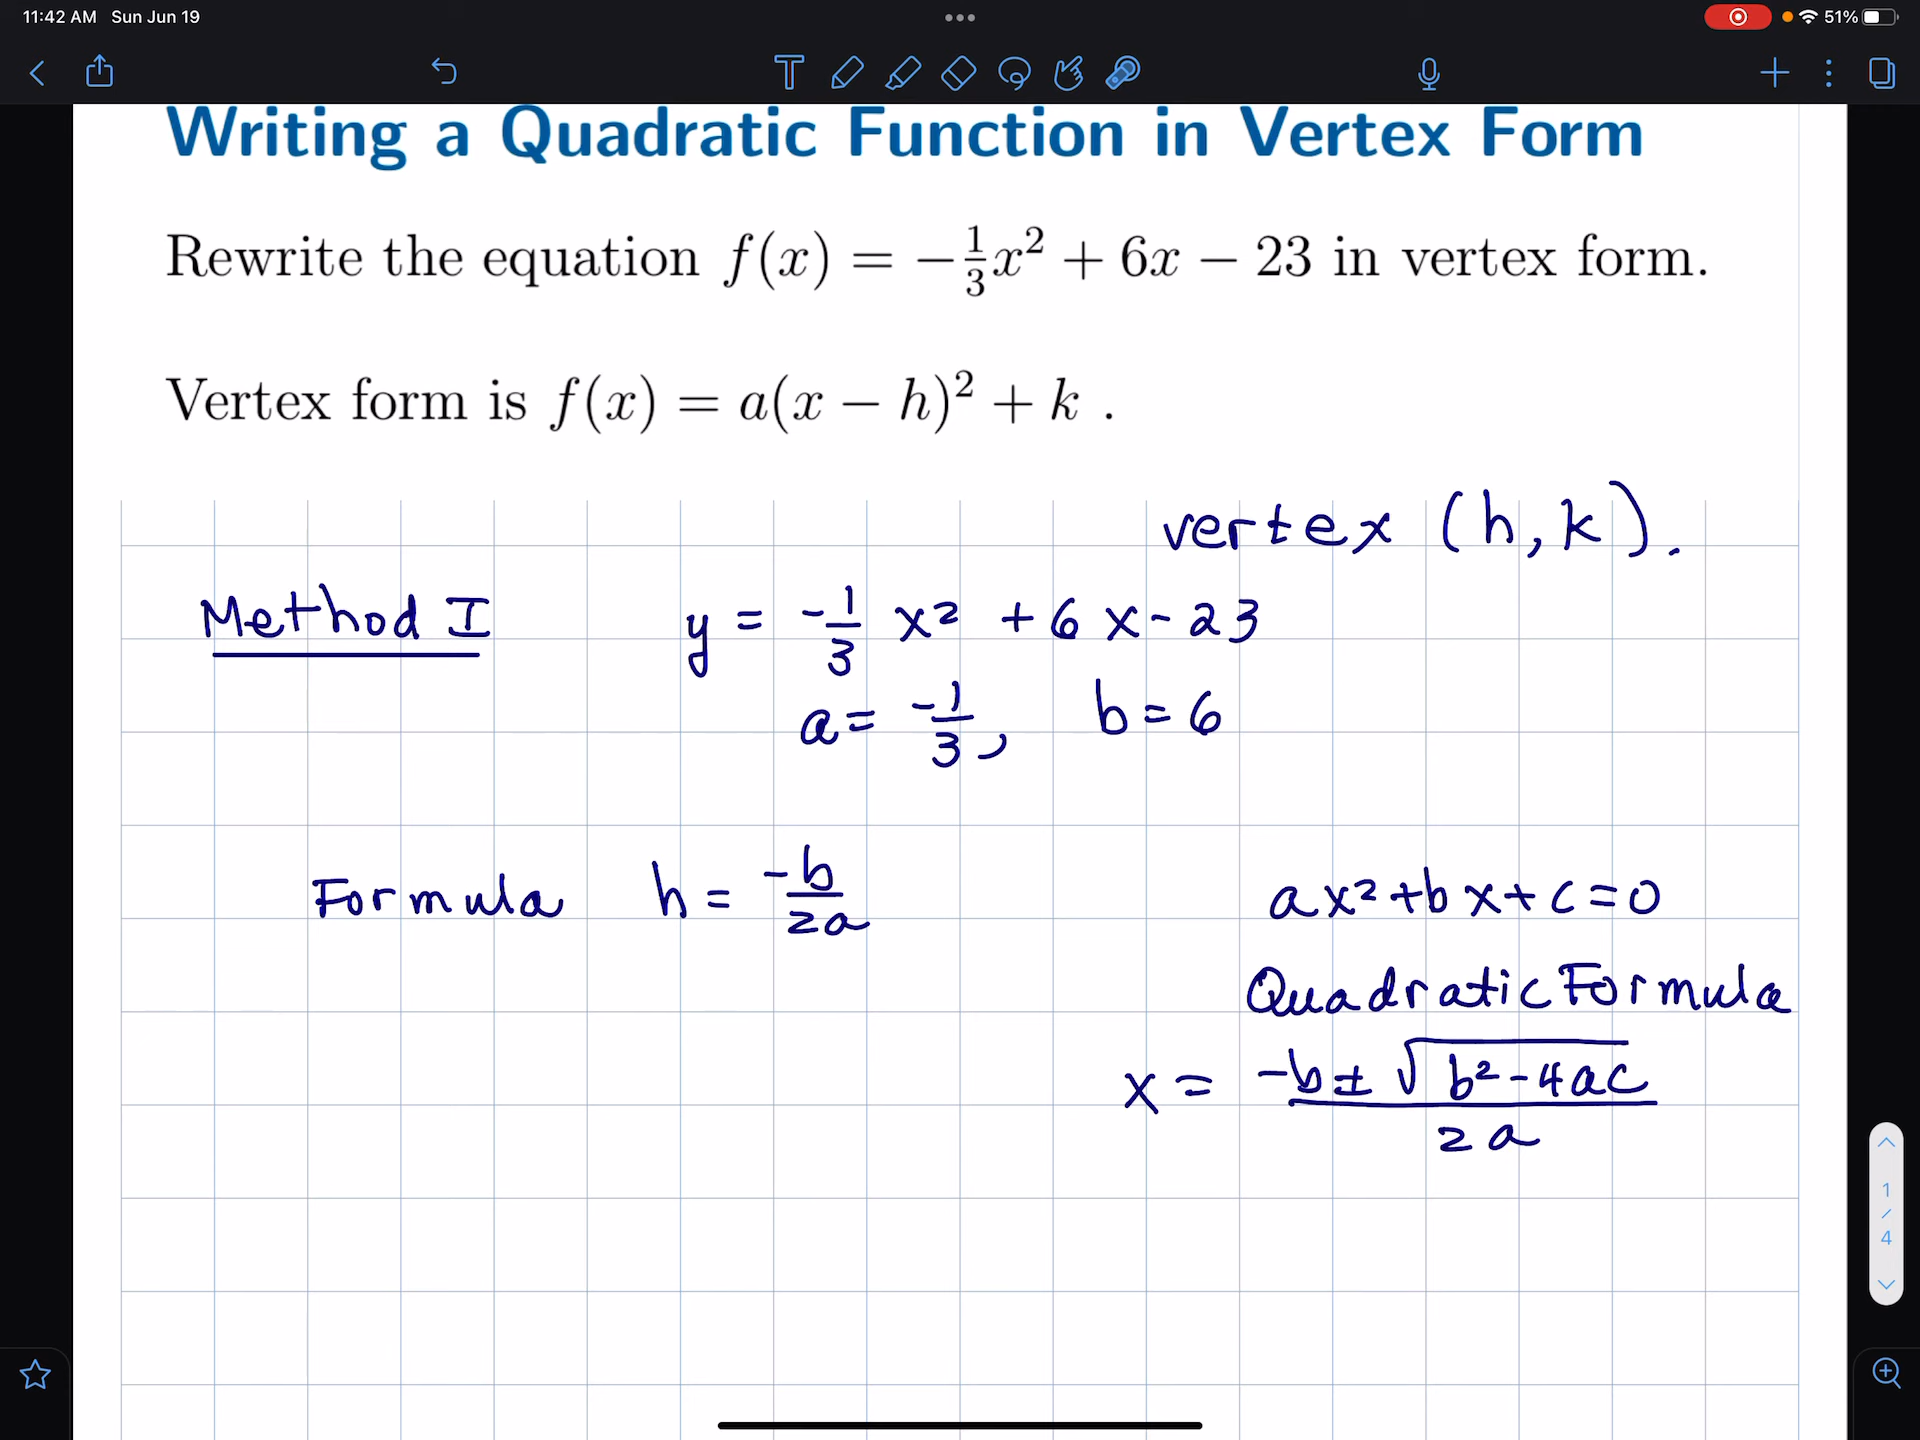 11:42 AM Sun Jun 19
51%
Writing a Quadratic Function in Vertex Form
Rewrite the equation f(x) = −1/3x² + 6x − 23 in vertex form.
Vertex form is f(x) = a(x − h)² + k .
vertex (h, k).
Method I
y = -1/3 x² + 6x - 23
a = -1/3, b = 6
Formula h = -b/2a
ax² + bx + c = 0
Quadratic Formula
x = -b ± √b² - 4ac / 2a
1
/
4